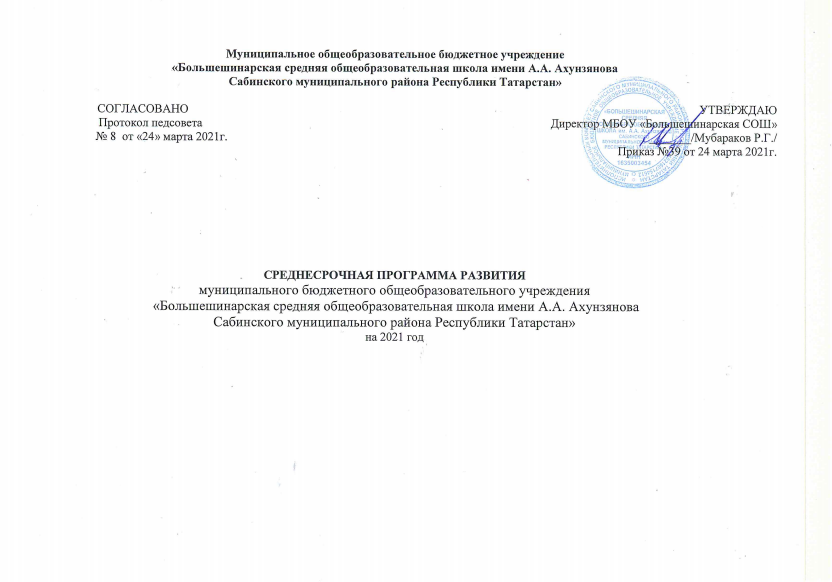 Муниципальное общеобразовательное бюджетное учреждение
«Большешинарская средняя общеобразовательная школа имени А.А. Ахунзянова
Сабинского муниципального района Республики Татарстан»
СОГЛАСОВАНО
Протокол педсовета
№ 8 от «24» марта 2021г.
УТВЕРЖДАЮ
Директор МБОУ «Большешинарская СОШ»
/Мубараков Р.Г./
Приказ №39 от 24 марта 2021г.
СРЕДНЕСРОЧНАЯ ПРОГРАММА РАЗВИТИЯ
муниципального бюджетного общеобразовательного учреждения
«Большешинарская средняя общеобразовательная школа имени А.А. Ахунзянова
Сабинского муниципального района Республики Татарстан»
на 2021 год